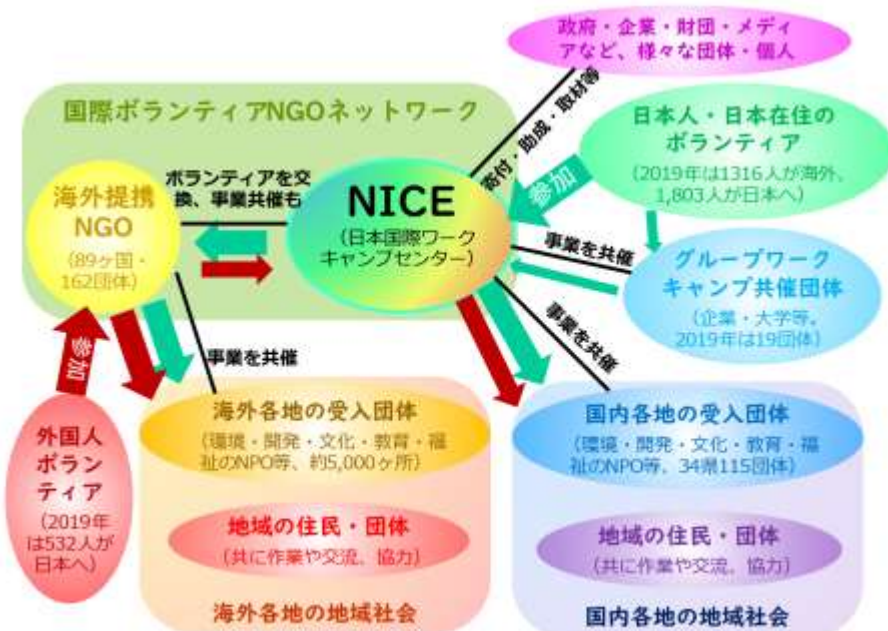 政府・企業・財団・メディ
アなど、様々な団体・個人
国際ボランティアNGOネットワーク
寄付・助成・取材等
日本人・日本在住の
ボランティア
(2019年は1316人が海外、
1,803人が日本へ)
参加
海外提携
NGO
(89ヶ国・
162団体)
ボランティアを交
換、事業共催も
NICE
(日本国際ワーク
キャンプセンター)
事業を共催
グループワーク
キャンプ共催団体
(企業・大学等。
2019年は19団体)
参加
事業を共催
事業を共催
外国人
ボラン
ティア
(2019年
は532人が
日本へ)
海外各地の受入団体
(環境・開発・文化・教育・福
祉のNPO等、約5,000ヶ所)
地域の住民・団体
(共に作業や交流、協力)
海外各地の地域社会
国内各地の受入団体
(環境・開発・文化・教育・福
祉のNPO等、34県115団体)
地域の住民・団体
(共に作業や交流、協力)
国内各地の地域社会